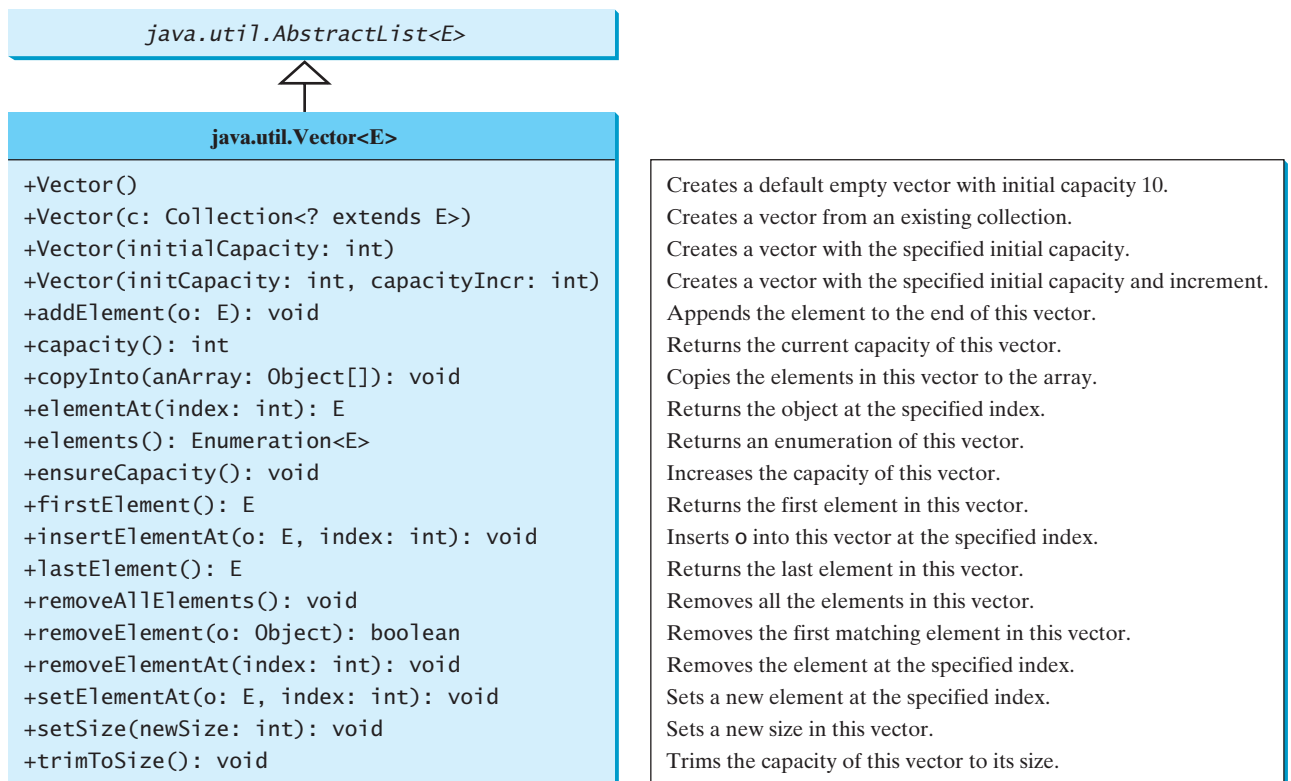 java.util.AbstractList<E>
java.util.Vector<E>
+Vector()
+Vector(c: Collection<? extends E>)
+Vector(initialCapacity: int)
+Vector(initCapacity: int, capacityIncr: int)
+addElement(o: E): void
+capacity(): int
+copyInto(anArray: Object[]): void
+elementAt(index: int): E
+elements(): Enumeration<E>
+ensureCapacity(): void
+firstElement(): E
+insertElementAt(o: E, index: int): void
+lastElement(): E
+removeAllElements(): void
+removeElement(o: Object): boolean
+removeElementAt(index: int): void
+setElementAt(o: E, index: int): void
+setSize(newSize: int): void
+trimToSize(): void
Creates a default empty vector with initial capacity 10.
Creates a vector from an existing collection.
Creates a vector with the specified initial capacity.
Creates a vector with the specified initial capacity and increment.
Appends the element to the end of this vector.
Returns the current capacity of this vector.
Copies the elements in this vector to the array.
Returns the object at the specified index.
Returns an enumeration of this vector.
Increases the capacity of this vector.
Returns the first element in this vector.
Inserts o into this vector at the specified index.
Returns the last element in this vector.
Removes all the elements in this vector.
Removes the first matching element in this vector.
Removes the element at the specified index.
Sets a new element at the specified index.
Sets a new size in this vector.
Trims the capacity of this vector to its size.